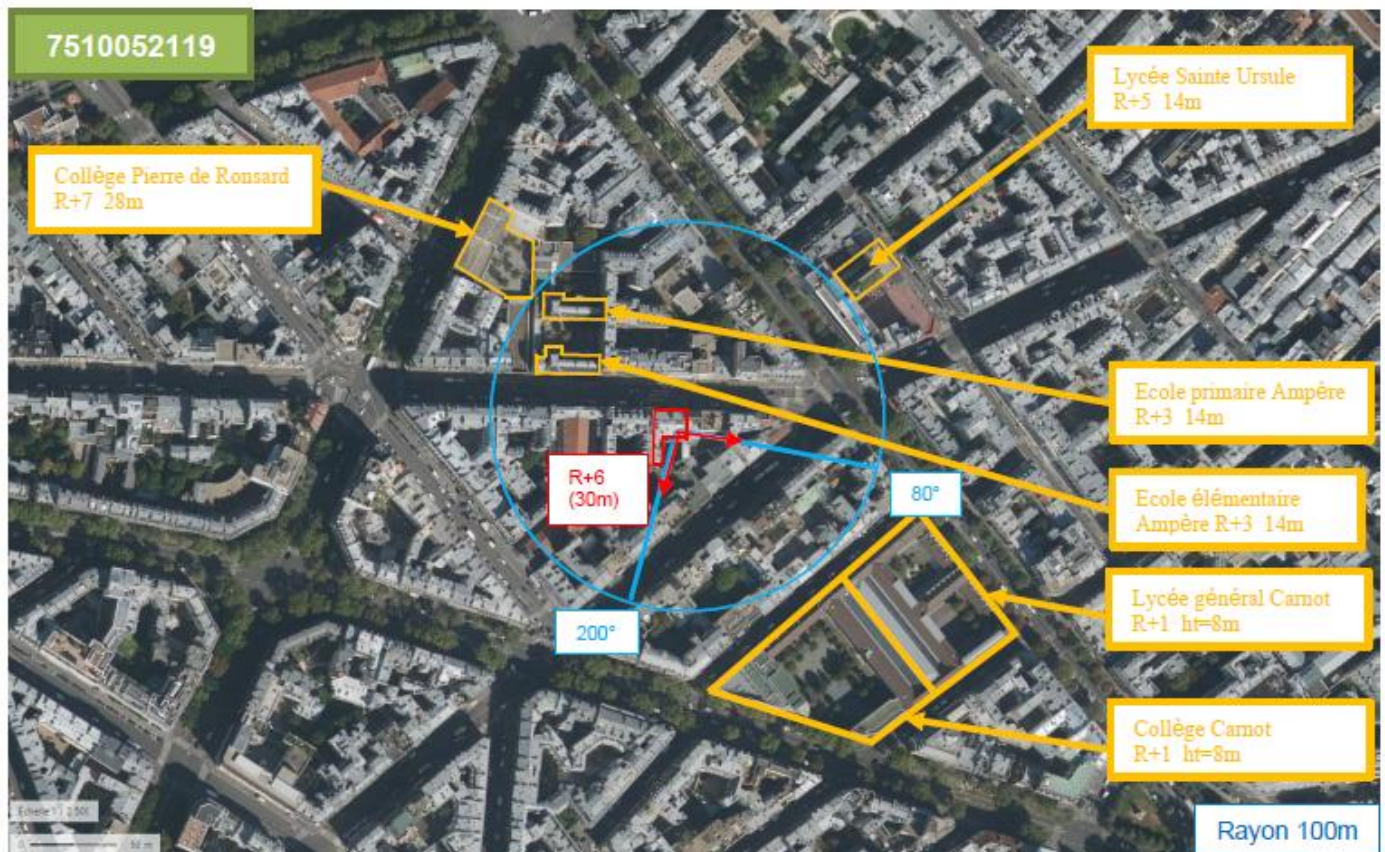 7510052119
Lycée Sainte Ursule
R+5 14m
Collège Pierre de Ronsard
R+7 28m
Ecole primaire Ampère
R+3 14m
R+6
(30m)
80°
Ecole élémentaire
Ampère R+3 14m
Lycée général Carnot
R+1 ht=8m
200°
Collège Carnot
R+1 ht=8m
Rayon 100m